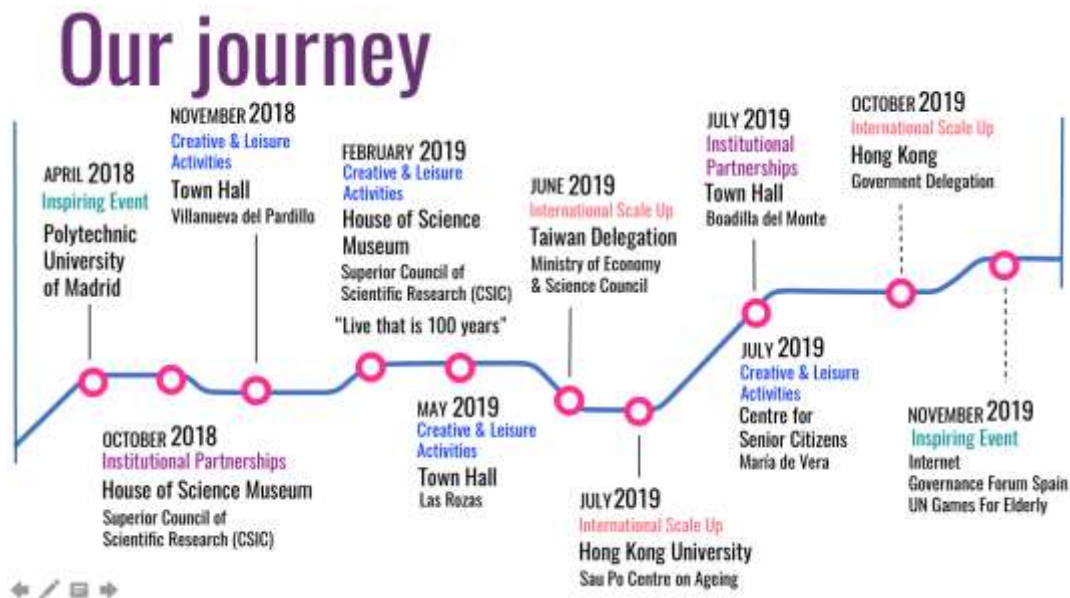 Our journey
APRIL 2018
Inspiring Event
Polytechnic
University
of Madrid
OCTOBER 2018
Institutional Partnerships
House of Science Museum
Superior Council of
Scientific Research (CSIC)
NOVEMBER 2018
Creative & Leisure
Activities
Town Hall
Villanueva del Pardillo
FEBRUARY 2019
Creative & Leisure
Activities
House of Science
Museum
Superior Council of
Scientific Research (CSIC)
"Live that is 100 years"
MAY 2019
Creative & Leisure
Activities
Town Hall
Las Rozas
JUNE 2019
International Scale Up
Taiwan Delegation
Ministry of Economy
& Science Council
JULY 2019
International Scale Up
Hong Kong University
Sau Po Centre on Ageing
JULY 2019
Institutional
Partnerships
Town Hall
Boadilla del Monte
JULY 2019
Creative & Leisure
Activities
Centre for
Senior Citizens
María de Vera
OCTOBER 2019
International Scale Up
Hong Kong
Goverment Delegation
NOVEMBER 2019
Inspiring Event
Internet
Governance Forum Spain
UN Games For Elderly